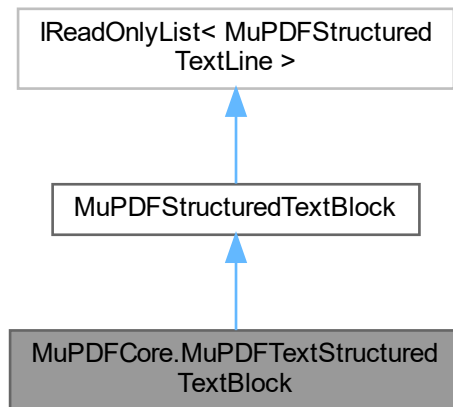 IReadOnlyList< MuPDFStructured
TextLine >
MuPDFStructuredTextBlock
MuPDFCore.MuPDFTextStructured
TextBlock